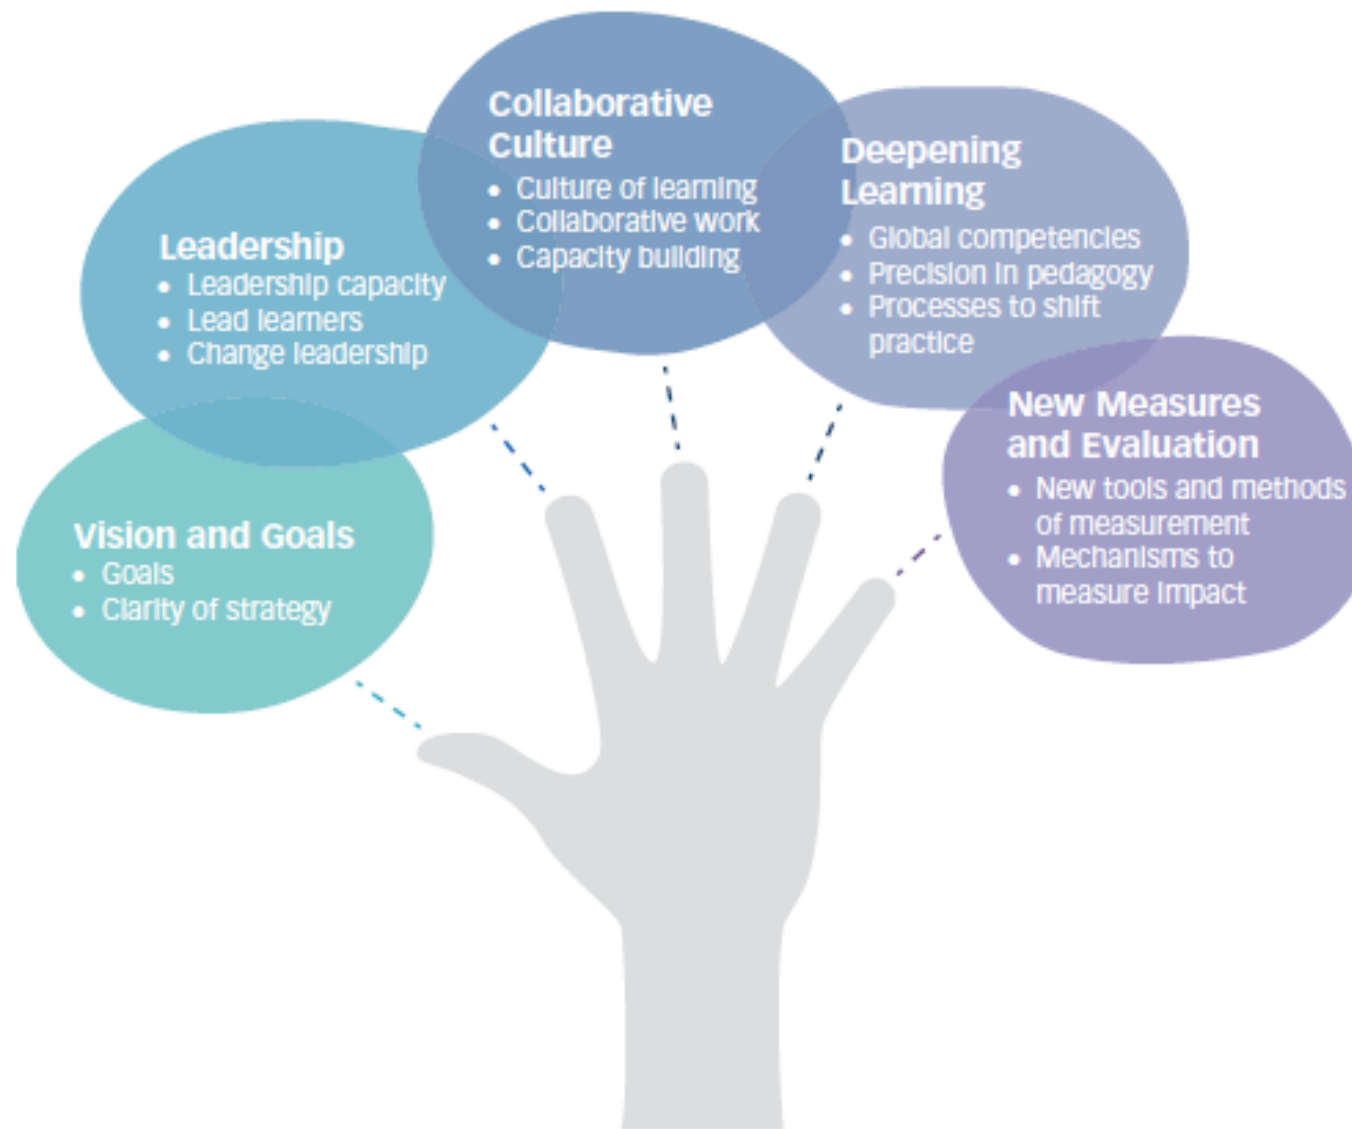 Collaborative
Culture
• Culture of learning
• Collaborative work
• Capacity building
Deepening
Learning
• Global competencies
• Precision in pedagogy
• Processes to shift
practice
Leadership
• Leadership capacity
• Lead learners
• Change leadership
New Measures
and Evaluation
• New tools and methods
of measurement
• Mechanisms to
measure impact
Vision and Goals
• Goals
• Clarity of strategy